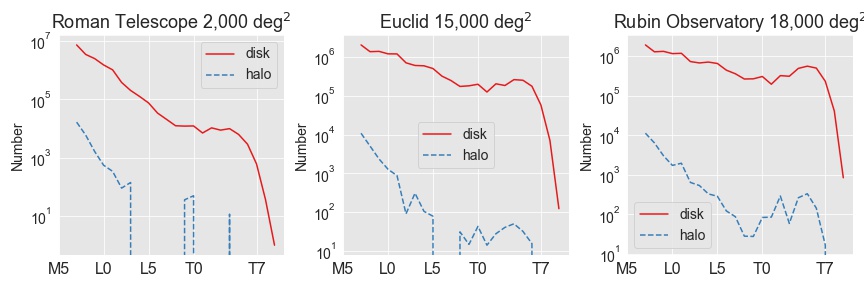 Roman Telescope 2,000 deg²
Number
10⁷
10⁵
10³
10¹
disk
halo
M5 L0 L5 T0 T7
Euclid 15,000 deg²
Number
10⁶
10⁵
10⁴
10³
10²
10¹
disk
halo
M5 L0 L5 T0 T7
Rubin Observatory 18,000 deg²
Number
10⁶
10⁵
10⁴
10³
10²
10¹
disk
halo
M5 L0 L5 T0 T7